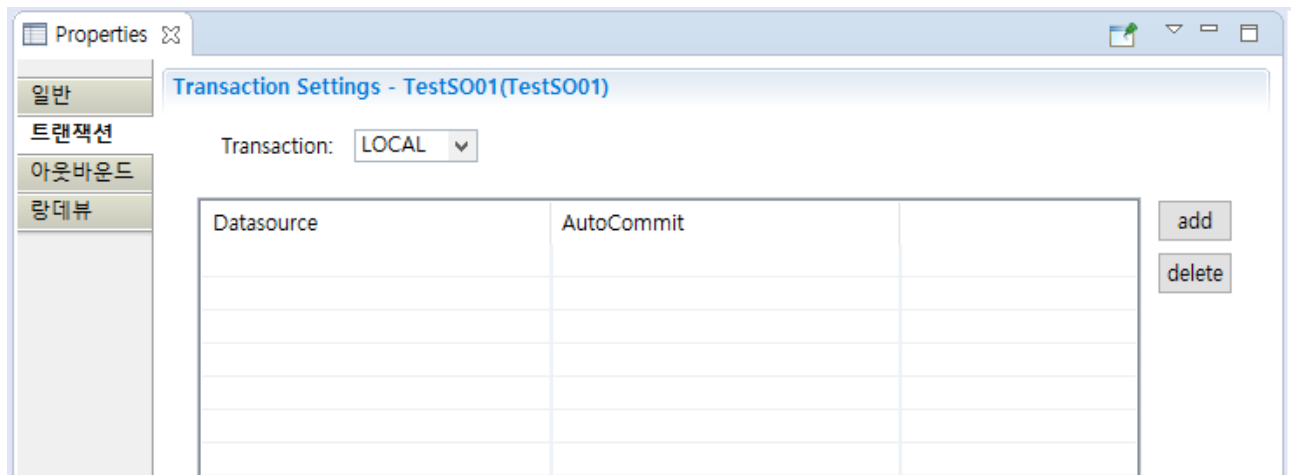 Properties
일반
트랜잭션
아웃바운드
랑데뷰
Transaction Settings - TestSO01(TestSO01)
Transaction: LOCAL
Datasource AutoCommit
add
delete